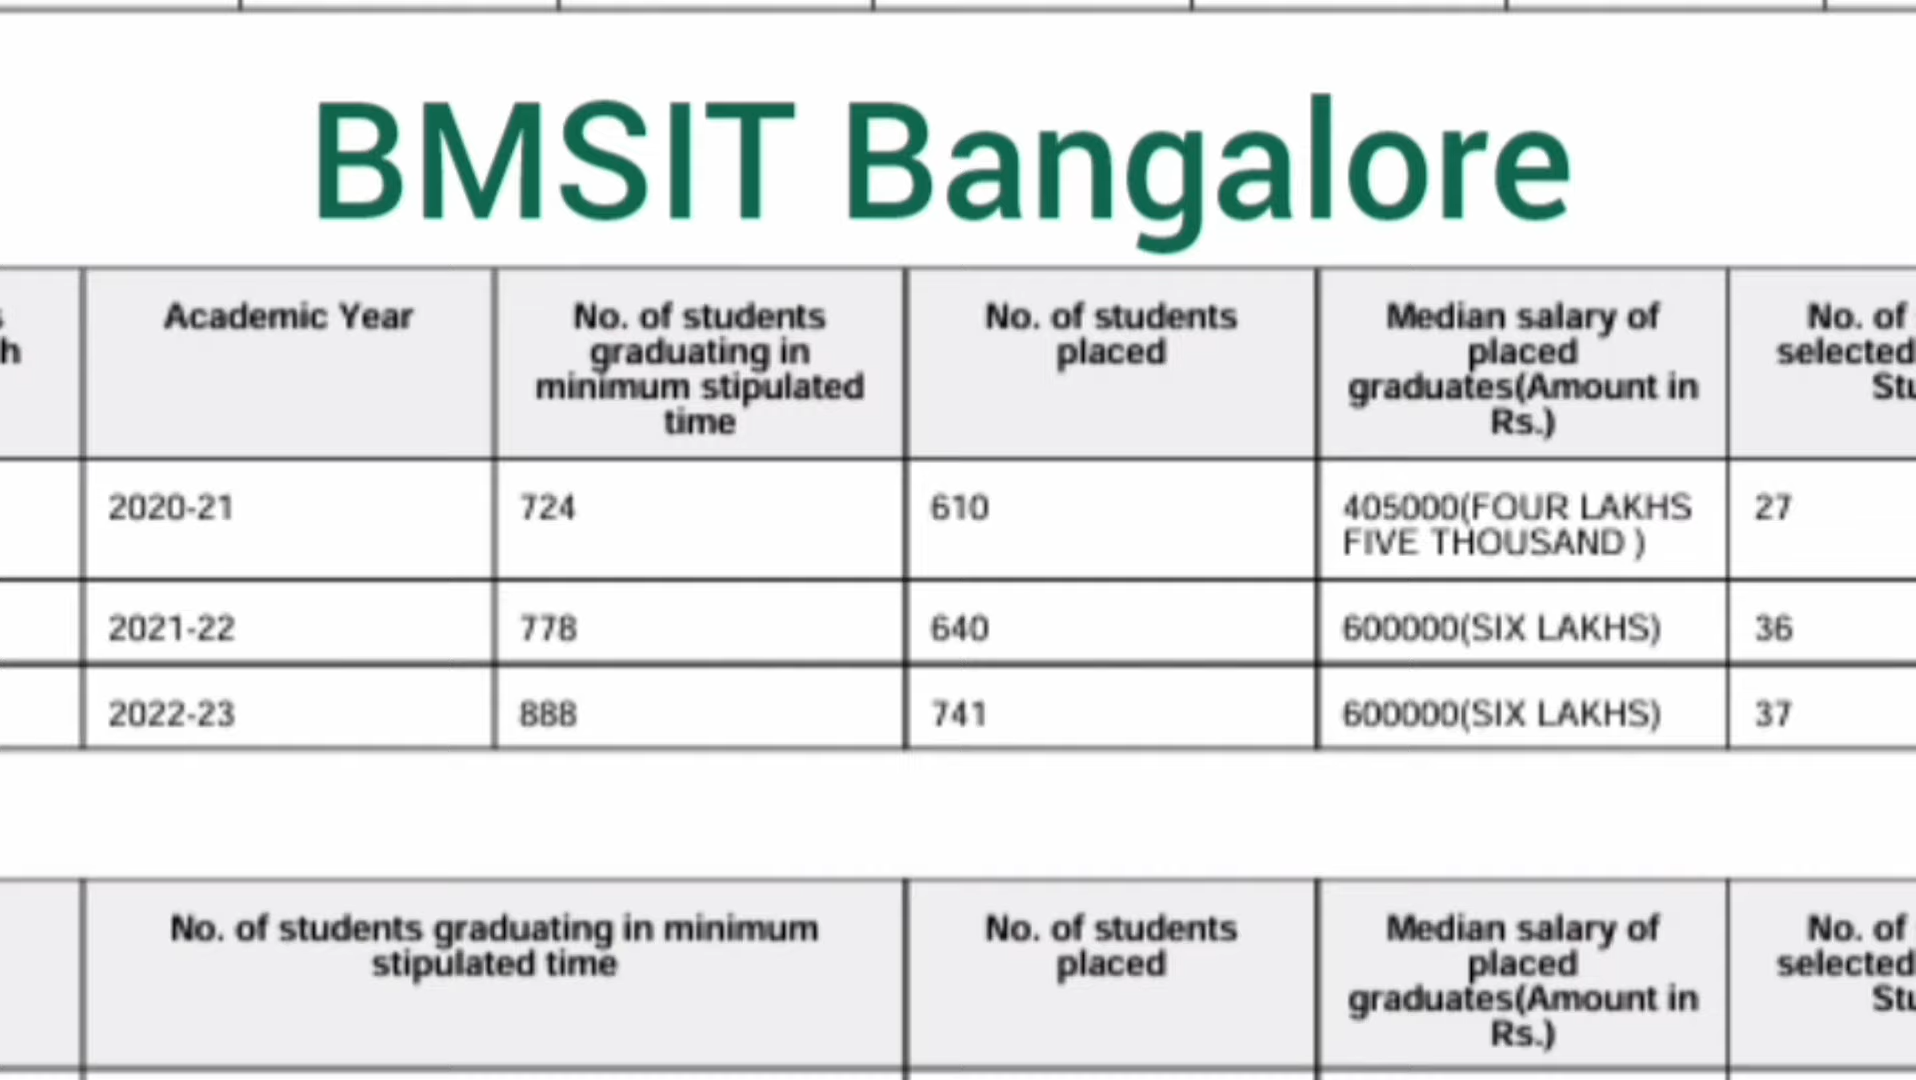 BMSIT Bangalore
h
Academic Year
No. of students
graduating in
minimum stipulated
time
No. of students
placed
Median salary of
placed
graduates(Amount in
Rs.)
No. of
selected
Stu
2020-21
724
610
405000(FOUR LAKHS
FIVE THOUSAND )
27
2021-22
778
640
600000(SIX LAKHS)
36
2022-23
888
741
600000(SIX LAKHS)
37
No. of students graduating in minimum
stipulated time
No. of students
placed
Median salary of
placed
graduates(Amount in
Rs.)
No. of
selected
Stu